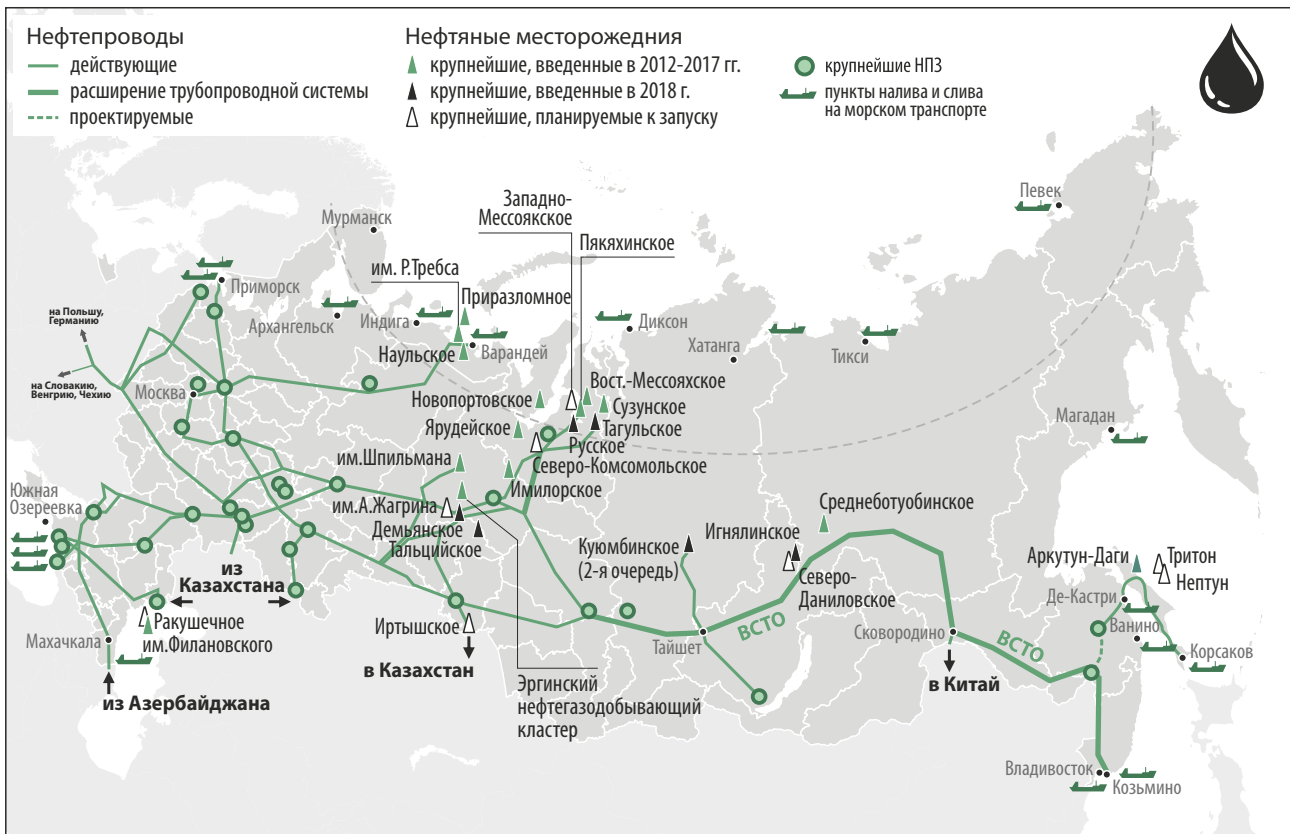 Нефтепроводы
действующие
расширение трубопроводной системы
проектируемые
Нефтяные месторождения
крупнейшие, введенные в 2012-2017 гг.
крупнейшие, введенные в 2018 г.
крупнейшие, планируемые к запуску
крупнейшие НПЗ
пункты налива и слива
на морском транспорте
Певек
Мурманск
Западно-
Мессоякское
Пякяхинское
им. Р.Требса
Приразломное
Приморск
Архангельск
Индига
Наульское
Варандей
Диксон
Хатанга
Тикси
на Польшу,
Германию
на Словакию,
Венгрию, Чехию
Москва
Новопортовское
Вост.-Мессояхское
Сузунское
Тагульское
Ярудейское
Русское
Магадан
им.Шпильмана
Северо-Комсомольское
Имилорское
Южная
Озереевка
им.А.Жагрина
Демьянское
Тальцийское
Среднеботуобинское
Игнялинское
Куюмбинское
(2-я очередь)
Северо-
Даниловское
Аркутун-Даги
Тритон
Нептун
Де-Кастри
Ванино
Корсаков
из
Казахстана
Ракушечное
им.Филановского
Махачкала
из Азербайджана
Иртышское
в Казахстан
Тайшет
ВСТО
Сковородино
ВСТО
в Китай
Эргинский
нефтегазодобывающий
кластер
Владивосток
Козьмино